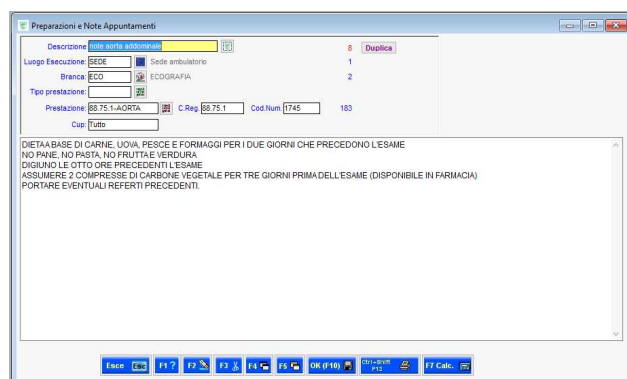 Preparazioni e Note Appuntamenti
Descrizione note aorta addominale 8 Duplica
Luogo Esecuzione: SEDE Sede ambulatorio 1
Branca: ECO ECOGRAFIA 2
Tipo prestazione:
Prestazione: 88.75.1-AORTA C.Reg. 88.75.1 Cod.Num. 1745 183
Cup: Tutto
DIETA A BASE DI CARNE, UOVA, PESCE E FORMAGGI PER I DUE GIORNI CHE PRECEDONO L'ESAME
NO PANE, NO PASTA, NO FRUTTA E VERDURA
DIGIUNO LE OTTO ORE PRECEDENTI L'ESAME
ASSUMERE 2 COMPRESSE DI CARBONE VEGETALE PER TRE GIORNI PRIMA DELL'ESAME (DISPONIBILE IN FARMACIA)
PORTARE EVENTUALI REFERTI PRECEDENTI.
Esce Esc F1 ? F2 F3 F4 F5 OK (F10) Ctrl+Shift F12 F7 Calc.